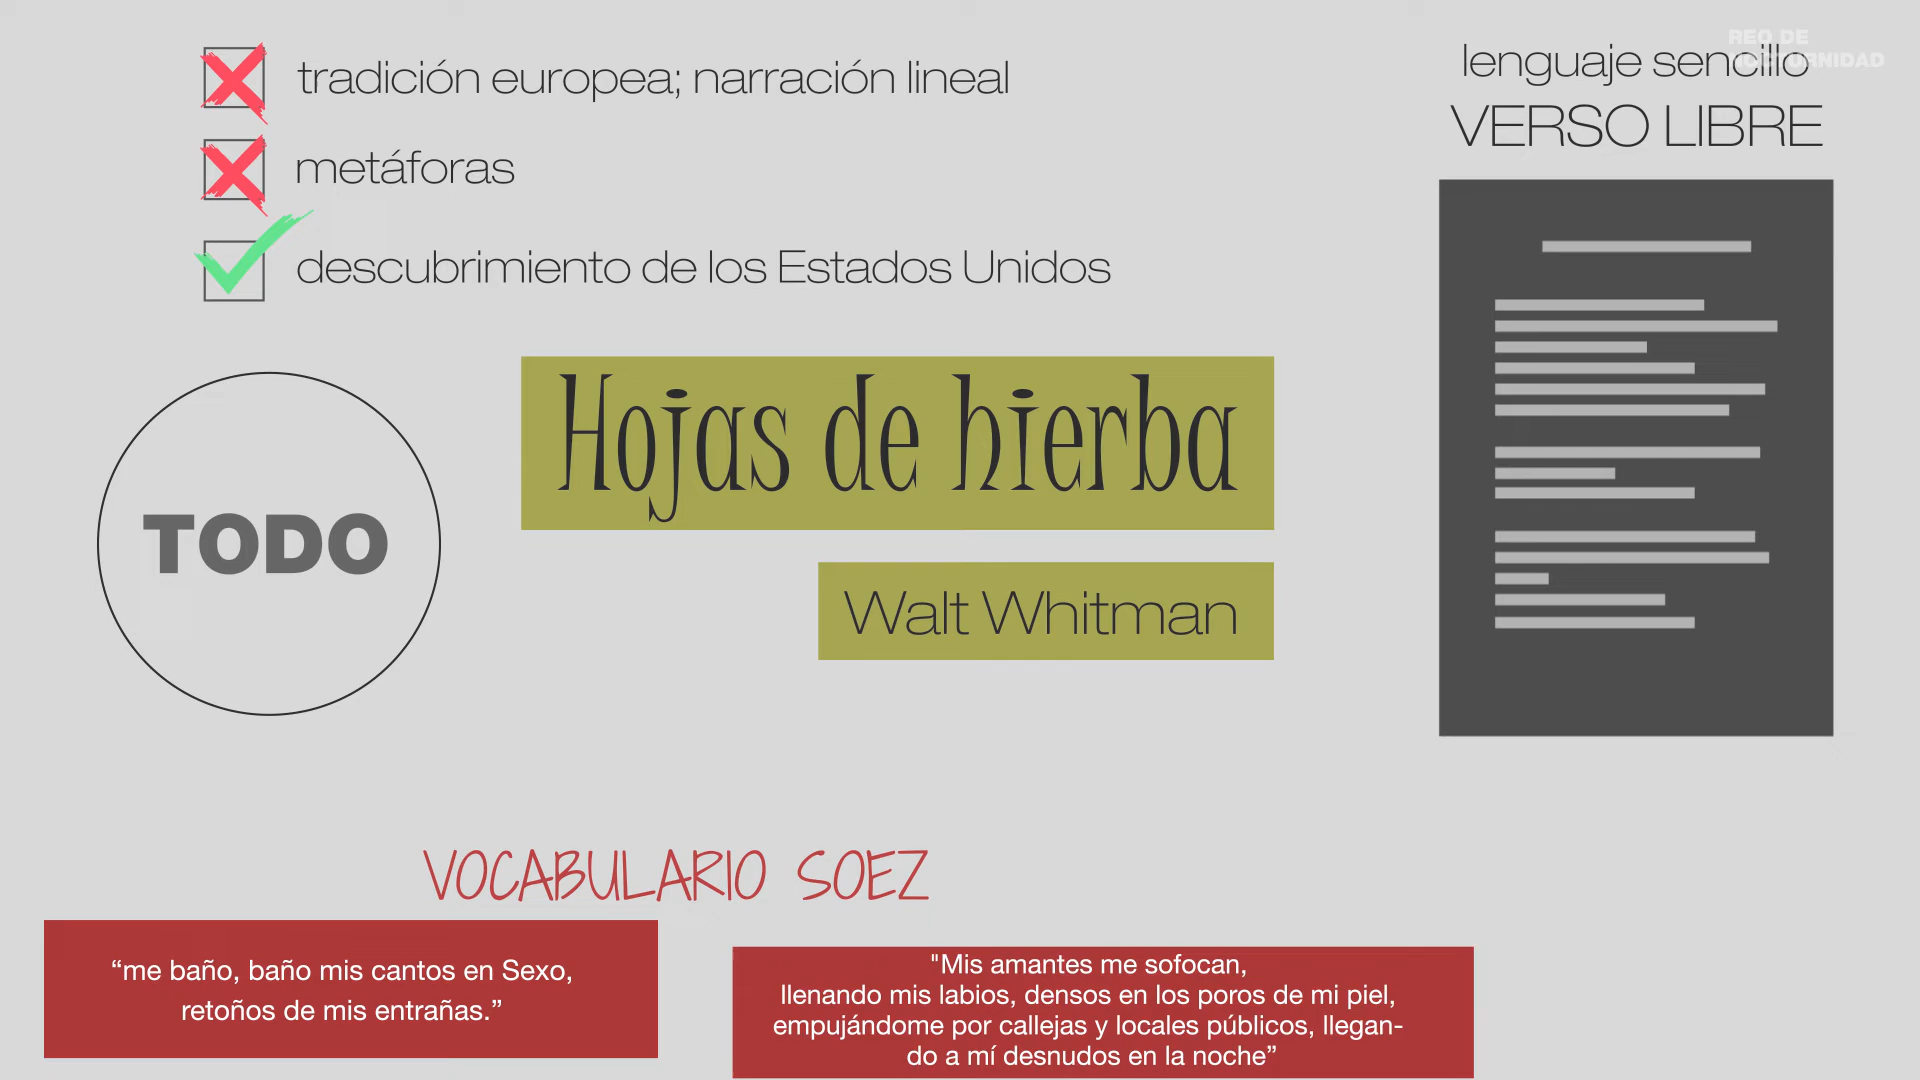 tradición europea; narración lineal
metáforas
descubrimiento de los Estados Unidos
REO DE
NOCTURNIDAD
lenguaje sencillo
VERSO LIBRE
TODO
Hojas de hierba
Walt Whitman
VOCABULARIO SOEZ
“me baño, baño mis cantos en Sexo,
retoños de mis entrañas.”
"Mis amantes me sofocan,
llenando mis labios, densos en los poros de mi piel,
empujándome por callejas y locales públicos, llegan-
do a mí desnudos en la noche”